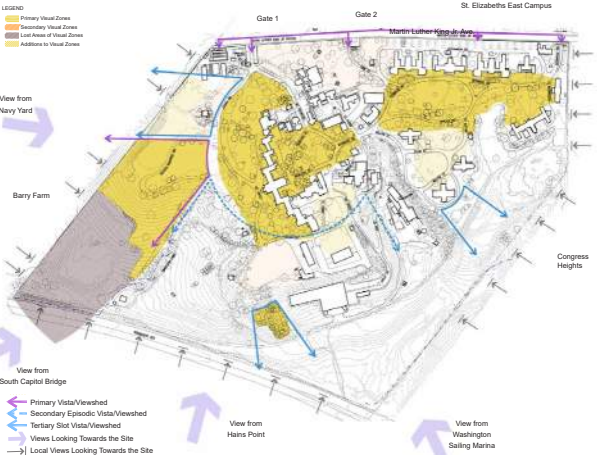 St. Elizabeths East Campus
LEGEND
Primary Visual Zones
Secondary Visual Zones
Lost Areas of Visual Zones
Additions to Visual Zones
Gate 1
Gate 2
Martin Luther King Jr. Ave.
View from
Navy Yard
Barry Farm
Congress
Heights
View from
South Capitol Bridge
Primary Vista/Viewshed
Secondary Episodic Vista/Viewshed
Tertiary Slot Vista/Viewshed
Views Looking Towards the Site
Local Views Looking Towards the Site
View from
Hains Point
View from
Washington
Sailing Marina